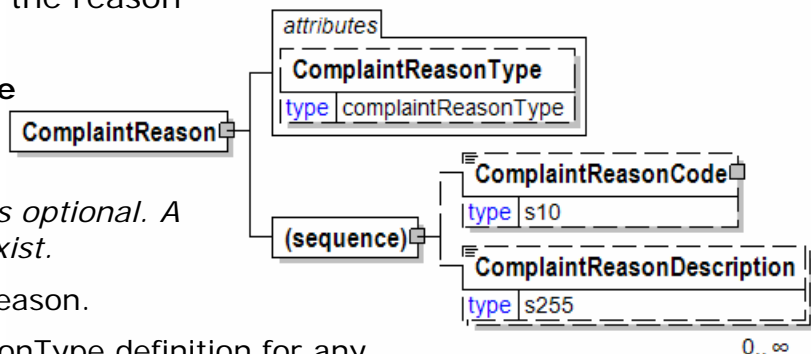 the reason
attributes
ComplaintReasonType
type complaintReasonType
e
ComplaintReason
ComplaintReasonCode
type s10
s optional. A
(sequence)
xist.
ComplaintReasonDescription
eason.
type s255
onType definition for any
0..∞